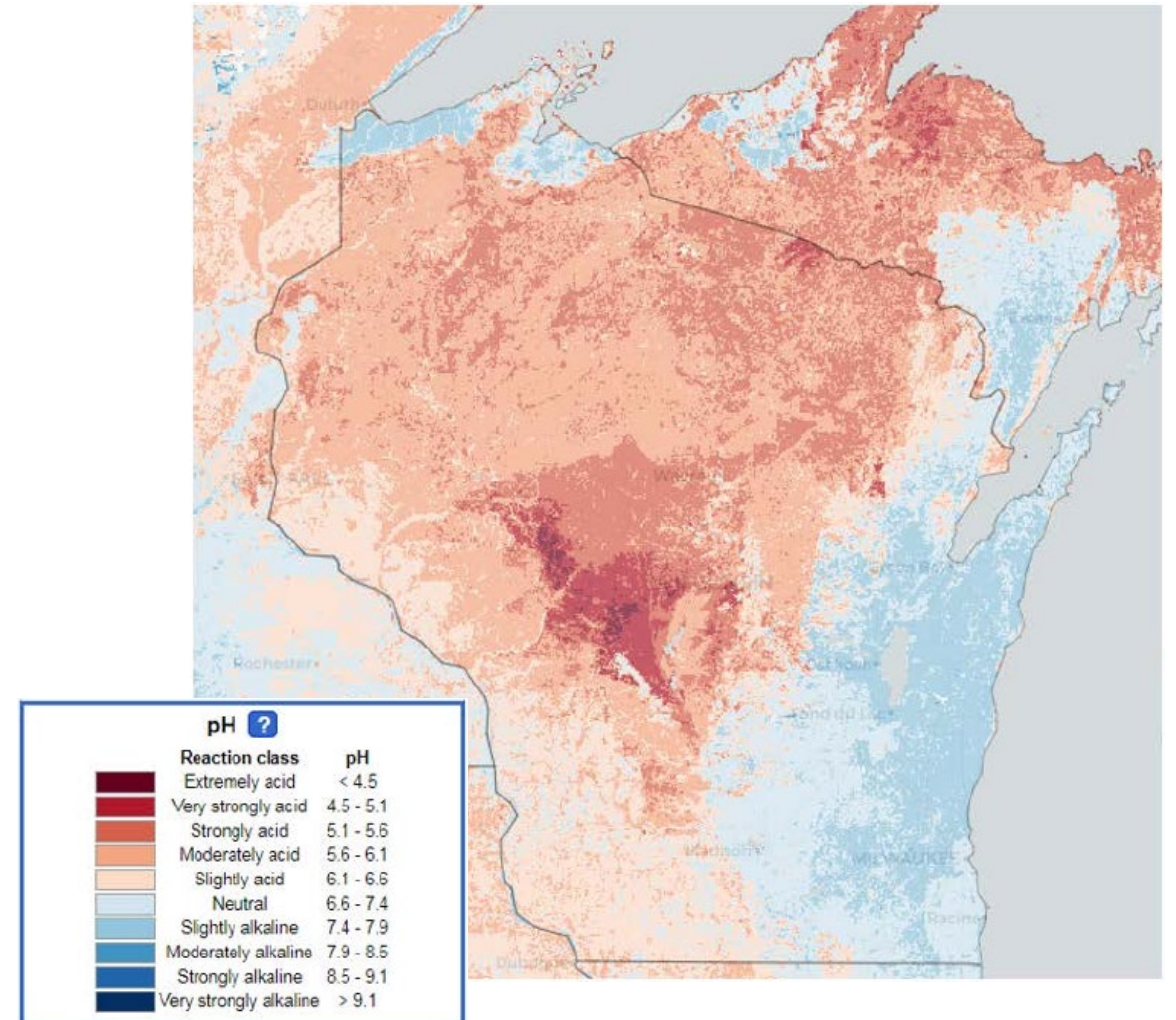 Duluth
Rochester
Green Bay
Oshkosh
Fond du Lac
Madison
MILWAUKEE
Racine
Dubuque
pH ?
Reaction class pH
Extremely acid < 4.5
Very strongly acid 4.5 - 5.1
Strongly acid 5.1 - 5.6
Moderately acid 5.6 - 6.1
Slightly acid 6.1 - 6.6
Neutral 6.6 - 7.4
Slightly alkaline 7.4 - 7.9
Moderately alkaline 7.9 - 8.5
Strongly alkaline 8.5 - 9.1
Very strongly alkaline > 9.1